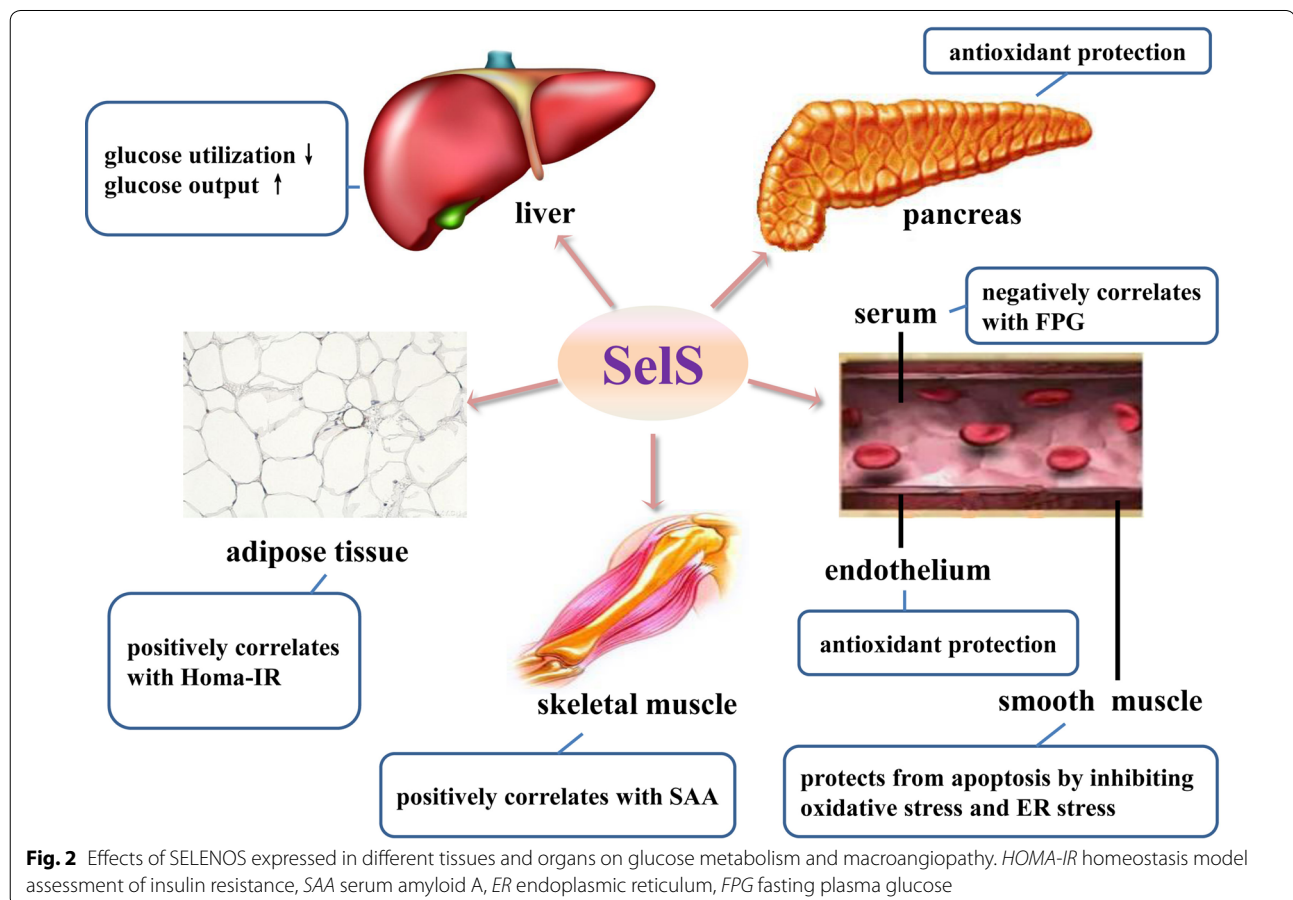 antioxidant protection
glucose utilization ↓
glucose output ↑
liver
pancreas
negatively correlates
with FPG
serum
SelS
adipose tissue
endothelium
positively correlates
with Homa-IR
antioxidant protection
skeletal muscle
smooth muscle
positively correlates with SAA
protects from apoptosis by inhibiting
oxidative stress and ER stress
Fig. 2 Effects of SELENOS expressed in different tissues and organs on glucose metabolism and macroangiopathy. HOMA-IR homeostasis model
assessment of insulin resistance, SAA serum amyloid A, ER endoplasmic reticulum, FPG fasting plasma glucose